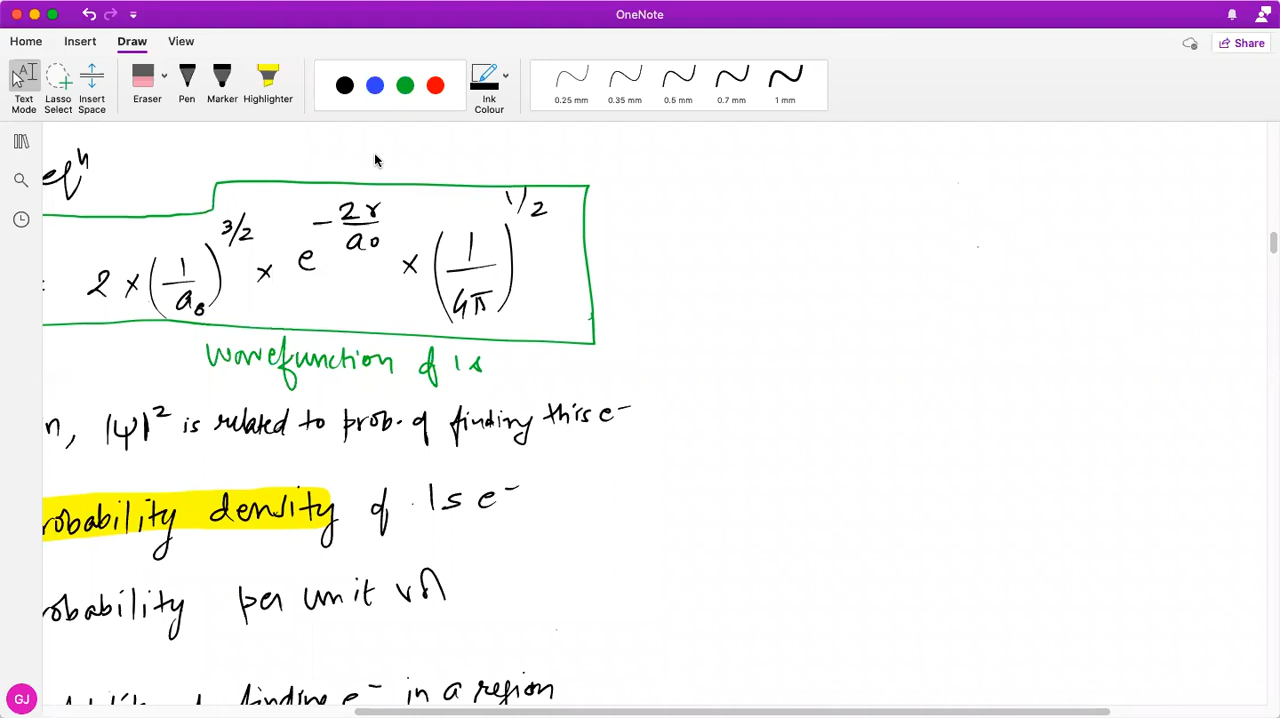 OneNote
Home Insert Draw View
Share
Text Mode
Lasso Select
Insert Space
Eraser
Pen
Marker
Highlighter
Ink Colour
0.25 mm 0.35 mm 0.5 mm 0.7 mm 1 mm
eqⁿ
= 2 × (1/a₀)^3/2 × e^-2r/a₀ × (1/4π)^1/2
wavefunction of 1s
n, |ψ|² is related to prob. of finding this e⁻
robability density of 1s e⁻
robability per unit vol
finding e⁻ in a region
GJ